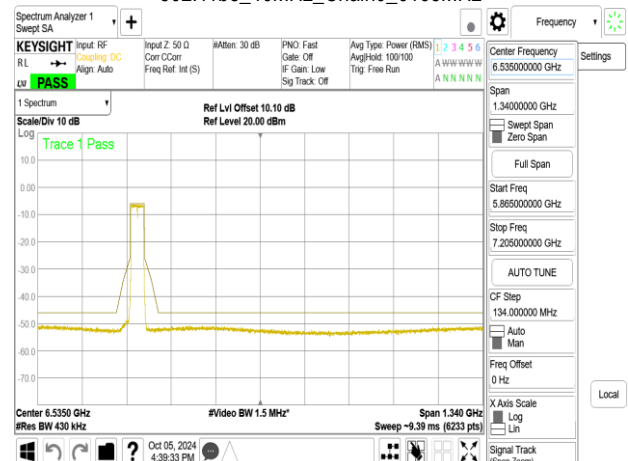 Spectrum Analyzer 1
Swept SA
Frequency
KEYSIGHT
RL
Align: Auto
PASS
Input: RF
Coupling: DC
Input Z: 50 Ω
Corr CCorr
Freq Ref: Int (S)
#Atten: 30 dB
PNO: Fast
Gate: Off
IF Gain: Low
Sig Track: Off
Avg Type: Power (RMS)
Avg|Hold: 100/100
Trig: Free Run
1 2 3 4 5 6
A W W W W W
A N N N N N
1 Spectrum
Scale/Div 10 dB
Log
Ref Lvl Offset 10.10 dB
Ref Level 20.00 dBm
Trace 1 Pass
10.0
0.00
-10.0
-20.0
-30.0
-40.0
-50.0
-60.0
-70.0
Center 6.5350 GHz
#Res BW 430 kHz
#Video BW 1.5 MHz*
Span 1.340 GHz
Sweep ~9.39 ms (6233 pts)
Oct 05, 2024
4:39:33 PM
Center Frequency
6.535000000 GHz
Settings
Span
1.34000000 GHz
Swept Span
Zero Span
Full Span
Start Freq
5.865000000 GHz
Stop Freq
7.205000000 GHz
AUTO TUNE
CF Step
134.000000 MHz
Auto
Man
Freq Offset
0 Hz
X Axis Scale
Log
Lin
Local
Signal Track
(Span Zoom)